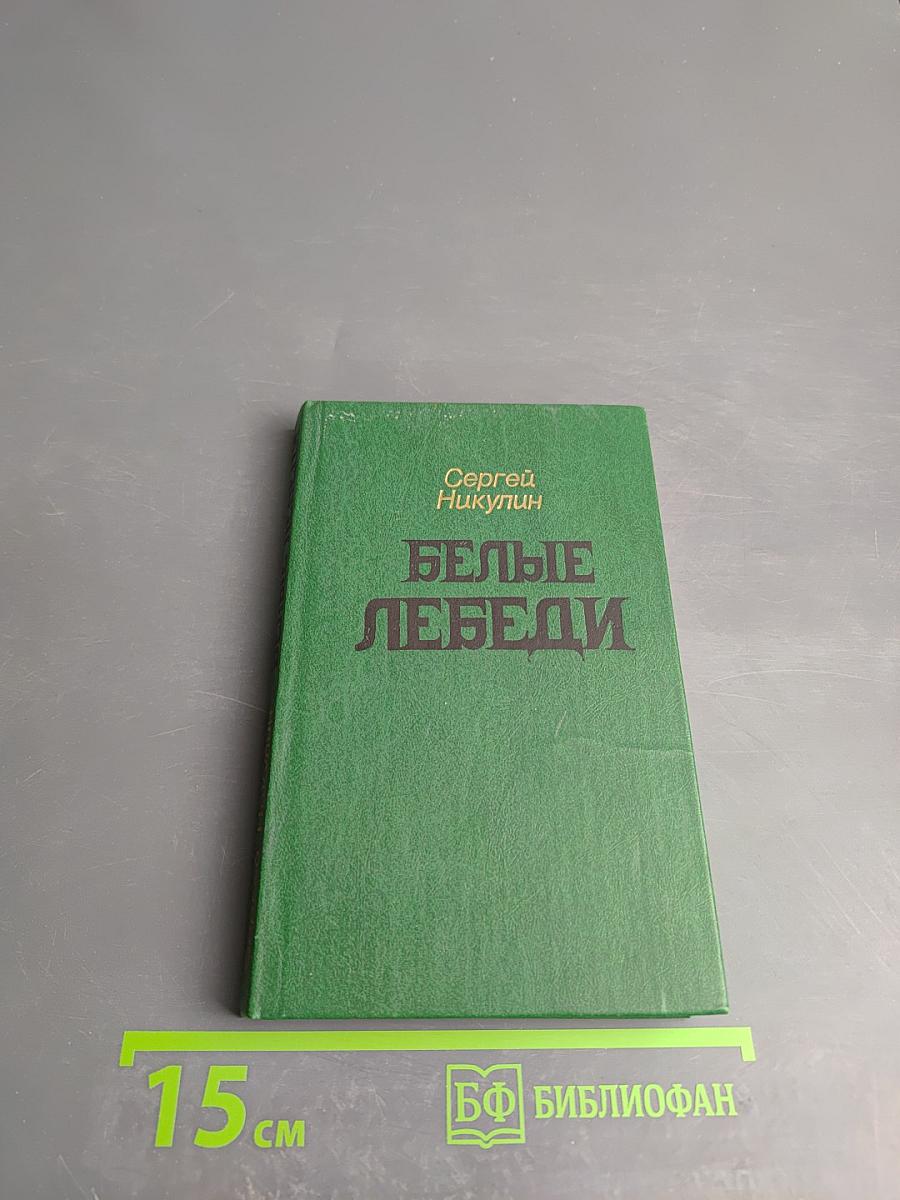 Сергей
Никулин
БЕЛЫЕ
ЛЕБЕДИ
15 см
БФ БИБЛИОФАН